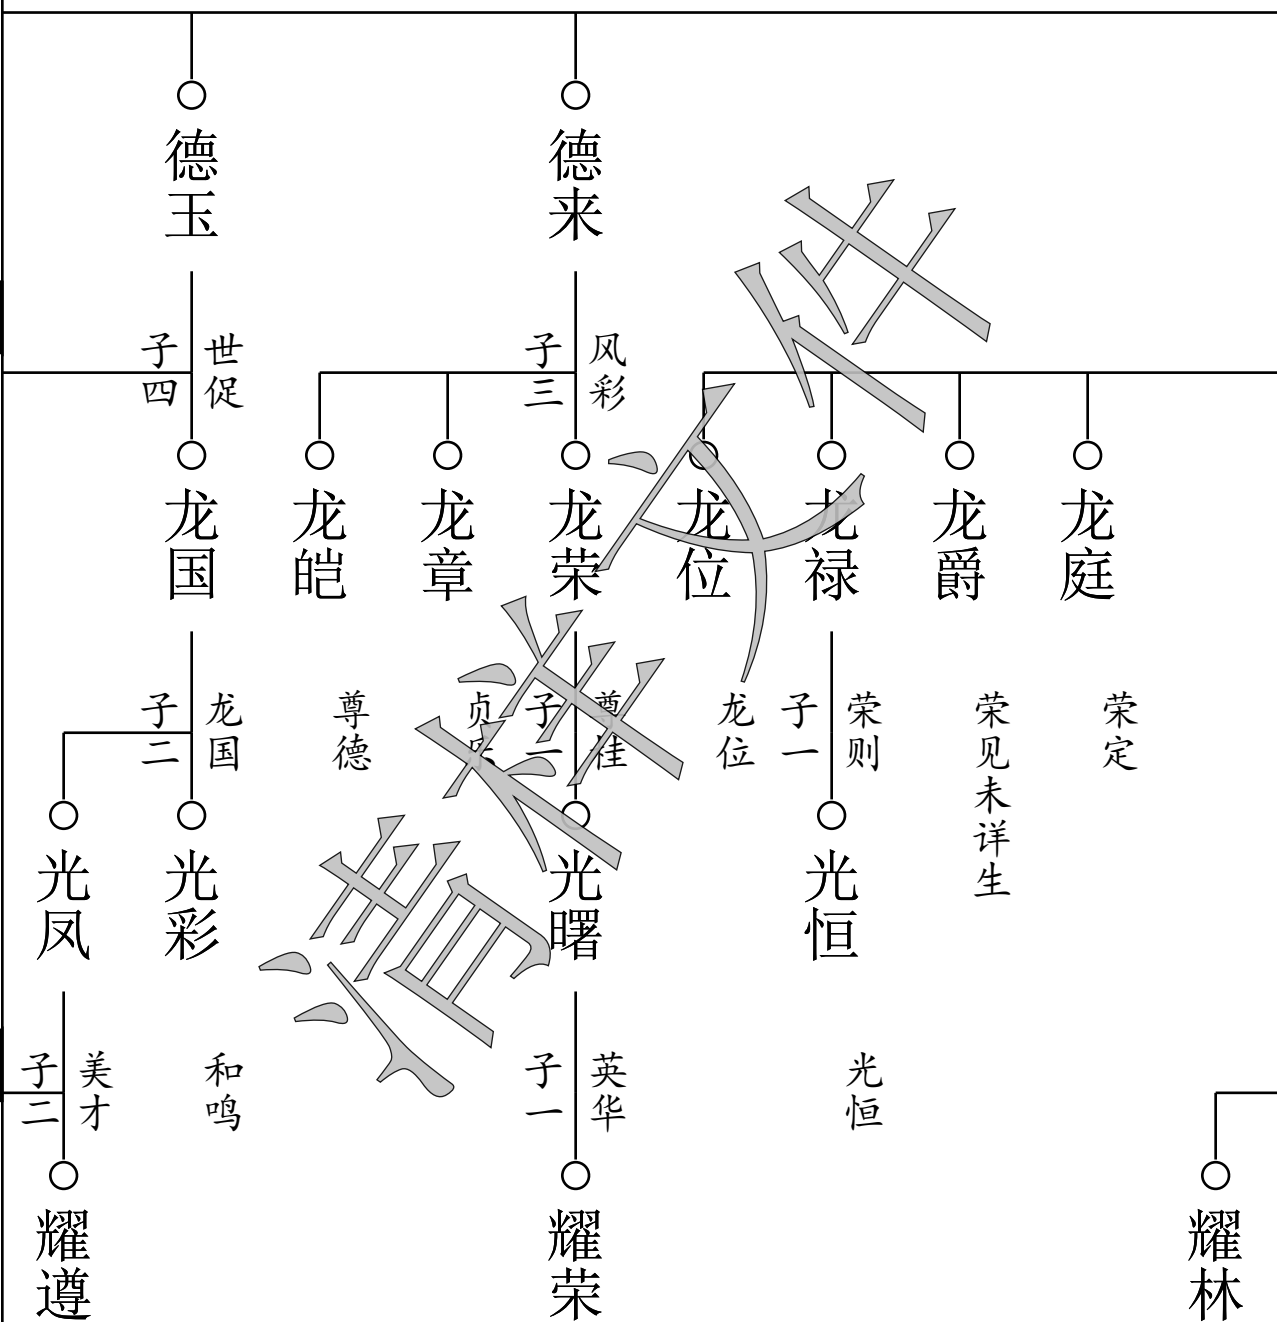 德玉
德来
子四
世促
子三
风彩
龙国
龙皑
龙章
龙荣
龙位
龙禄
龙爵
龙庭
子二
龙国
尊德
贞乐
子一
尊桂
龙位
子一
荣则
荣见未详生
荣定
光凤
光彩
光曙
光恒
子二
美才
和鸣
子一
英华
光恒
耀遵
耀荣
耀林